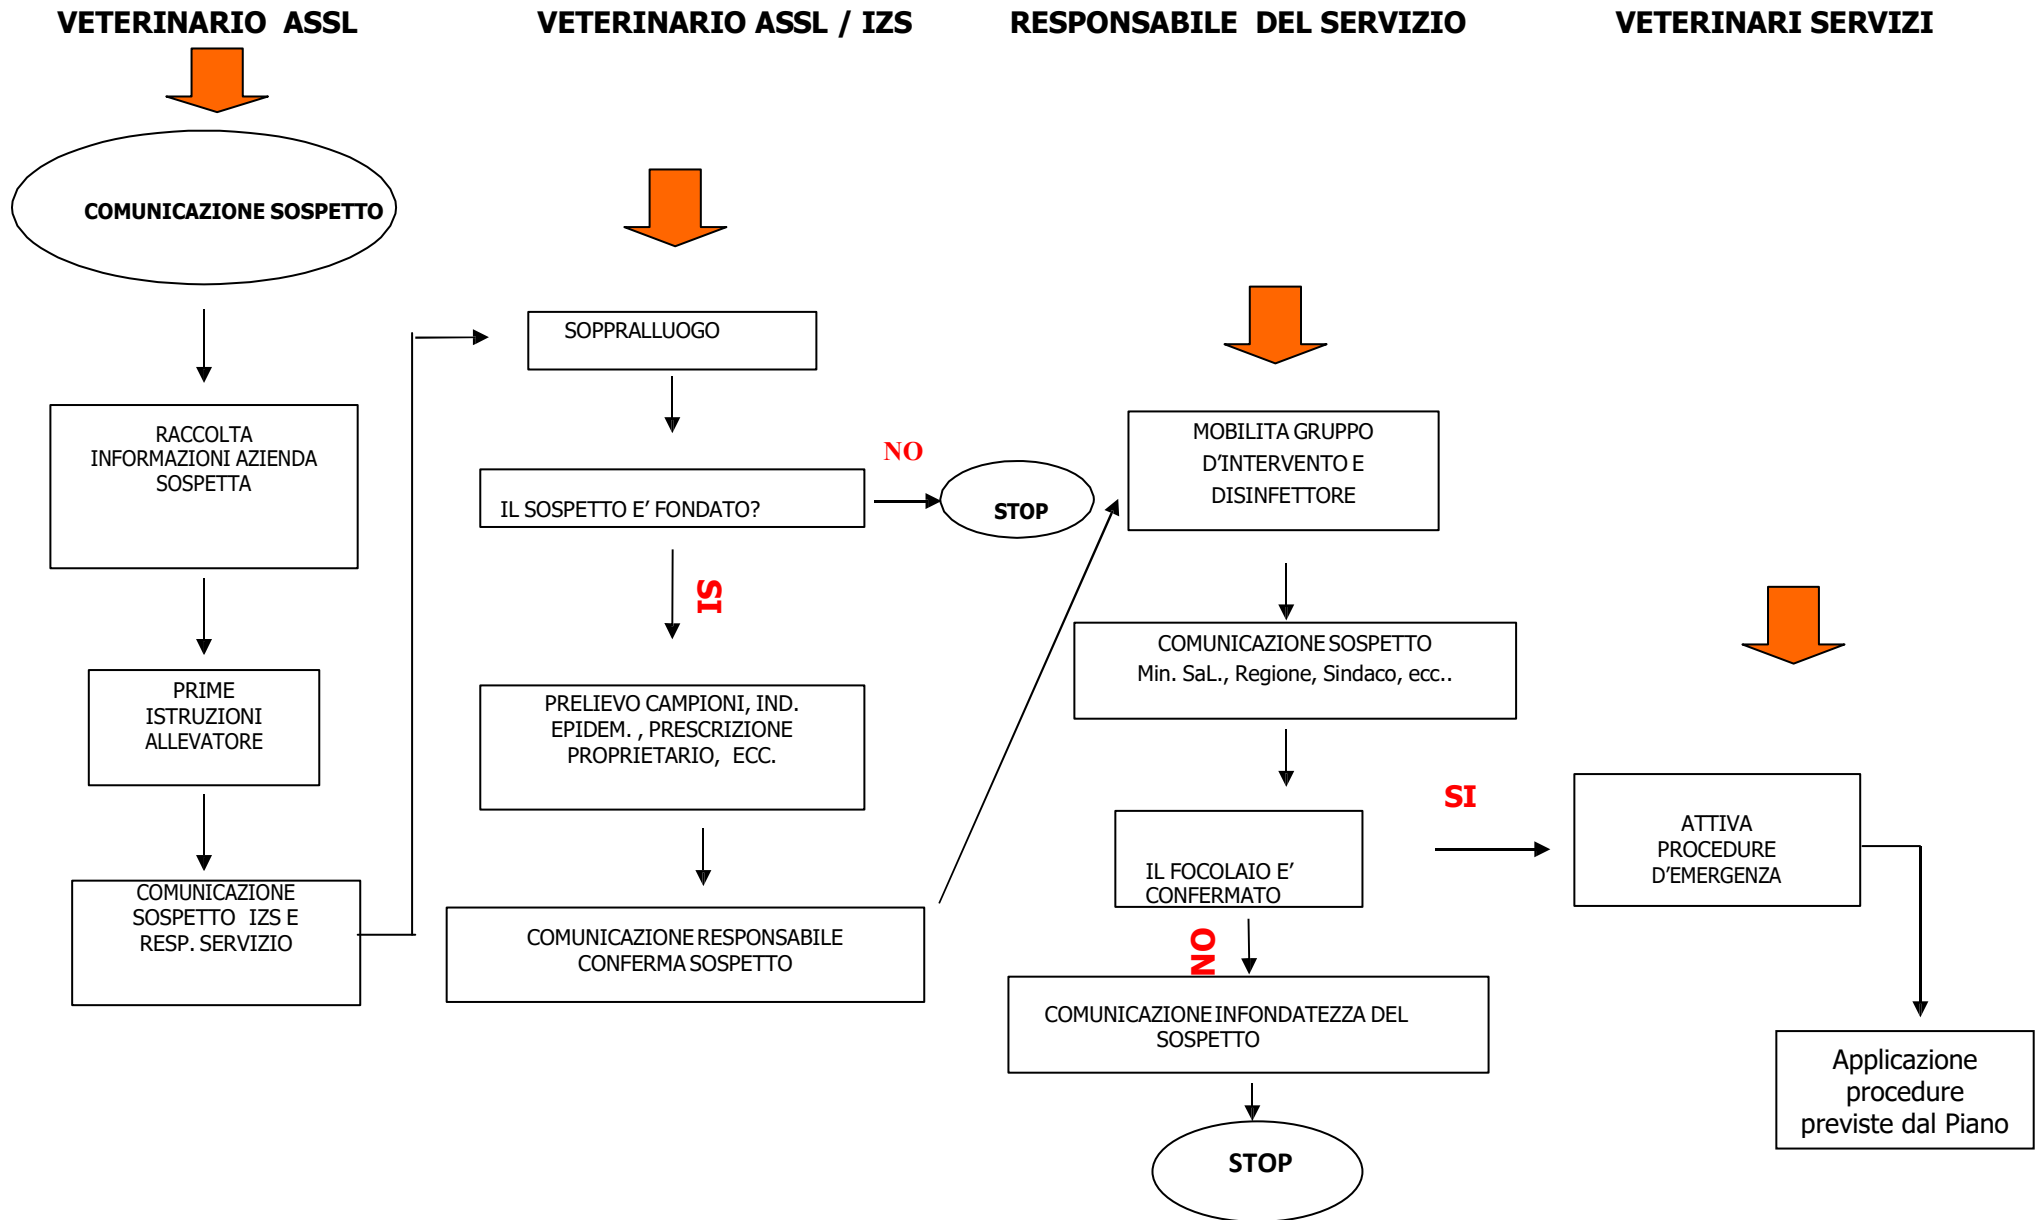 VETERINARIO ASSL
VETERINARIO ASSL / IZS
RESPONSABILE DEL SERVIZIO
VETERINARI SERVIZI
COMUNICAZIONE SOSPETTO
RACCOLTA
INFORMAZIONI AZIENDA
SOSPETTA
PRIME
ISTRUZIONI
ALLEVATORE
COMUNICAZIONE
SOSPETTO IZS E
RESP. SERVIZIO
SOPPRALLUOGO
IL SOSPETTO E’ FONDATO?
NO
STOP
SI
PRELIEVO CAMPIONI, IND.
EPIDEM. , PRESCRIZIONE
PROPRIETARIO, ECC.
COMUNICAZIONE RESPONSABILE
CONFERMA SOSPETTO
MOBILITA GRUPPO
D’INTERVENTO E
DISINFETTORE
COMUNICAZIONE SOSPETTO
Min. SaL., Regione, Sindaco, ecc..
IL FOCOLAIO E’
CONFERMATO
SI
NO
COMUNICAZIONE INFONDATEZZA DEL
SOSPETTO
STOP
ATTIVA
PROCEDURE
D’EMERGENZA
Applicazione
procedure
previste dal Piano